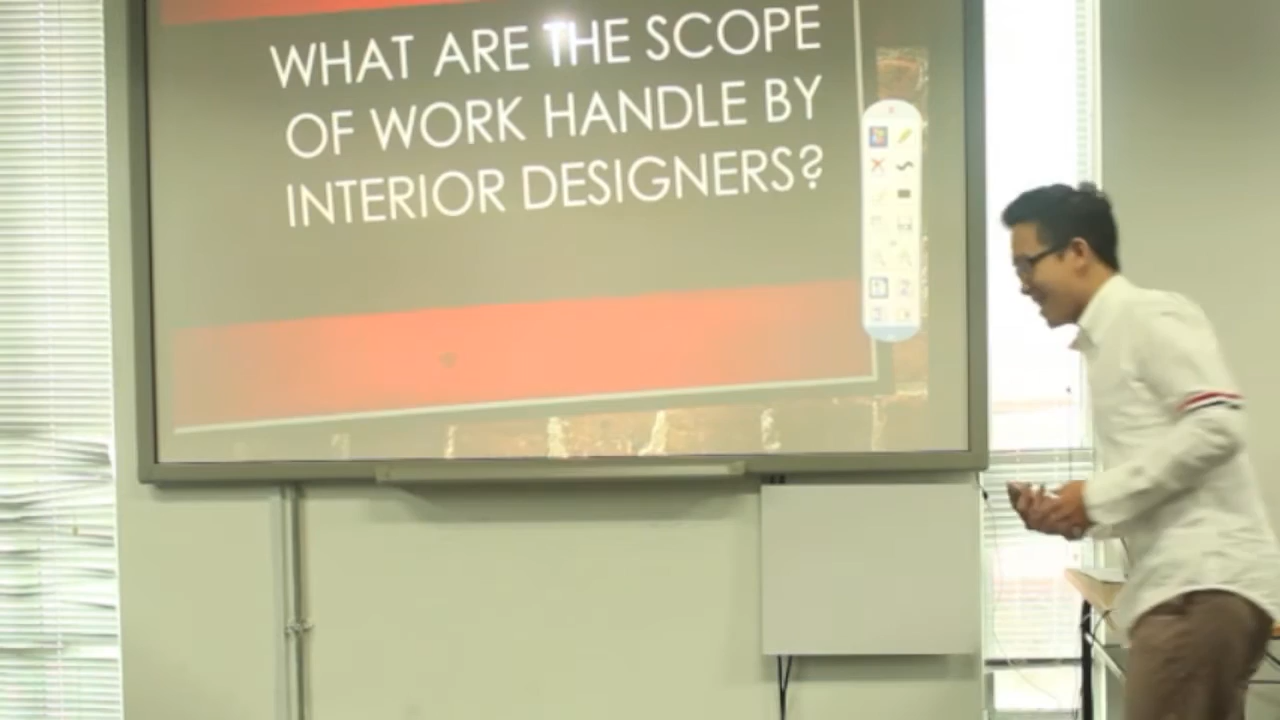 WHAT ARE THE SCOPE
OF WORK HANDLE BY
INTERIOR DESIGNERS?